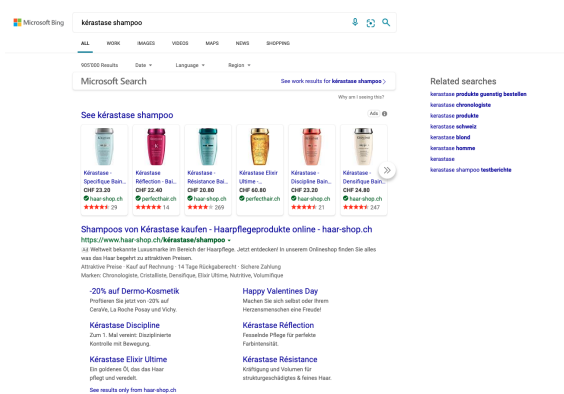 Microsoft Bing
kérastase shampoo
ALL WORK IMAGES VIDEOS MAPS NEWS SHOPPING
905'000 Results Date Language Region
Microsoft Search
See work results for kérastase shampoo >
Why am I seeing this?
See kérastase shampoo
Ads
Kérastase - Specifique Bain...
CHF 23.20
haar-shop.ch
29
Kérastase Réflection - Bai...
CHF 22.40
perfecthair.ch
14
Kérastase - Résistance Bai...
CHF 20.80
haar-shop.ch
269
Kérastase Elixir Ultime -...
CHF 60.80
perfecthair.ch
Kérastase - Discipline Bain...
CHF 23.20
haar-shop.ch
21
Kérastase - Densifique Bain...
CHF 24.80
haar-shop.ch
247
Shampoos von Kérastase kaufen - Haarpflegeprodukte online - haar-shop.ch
https://www.haar-shop.ch/kérastase/shampoo
Ad Weltweit bekannte Luxusmarke im Bereich der Haarpflege. Jetzt entdecken! In unserem Onlineshop finden Sie alles
was das Haar begehrt zu attraktiven Preisen.
Attraktive Preise · Kauf auf Rechnung · 14 Tage Rückgaberecht · Sichere Zahlung
Marken: Chronologiste, Cristalliste, Densifique, Elixir Ultime, Nutritive, Volumifique
-20% auf Dermo-Kosmetik
Profitieren Sie jetzt von -20% auf
CeraVe, La Roche Posay und Vichy.
Happy Valentines Day
Machen Sie sich selbst oder Ihrem
Herzensmenschen eine Freude!
Kérastase Discipline
Zum 1. Mal vereint: Disziplinierte
Kontrolle mit Bewegung.
Kérastase Réflection
Fesselnde Pflege für perfekte
Farbintensität.
Kérastase Elixir Ultime
Ein goldenes Öl, das das Haar
pflegt und veredelt.
Kérastase Résistance
Kräftigung und Volumen für
strukturgeschädigtes & feines Haar.
See results only from haar-shop.ch
Related searches
kerastase produkte guenstig bestellen
kerastase chronologiste
kerastase produkte
kerastase schweiz
kerastase blond
kerastase homme
kerastase
kerastase shampoo testberichte